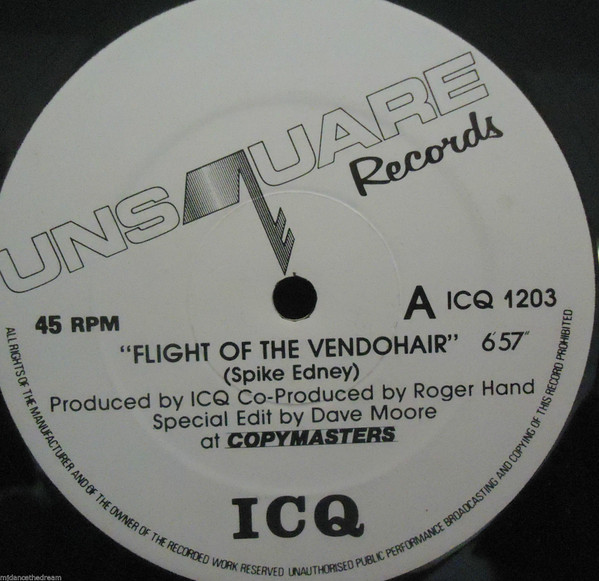 UNSQUARE
Records
45 RPM
A ICQ 1203
"FLIGHT OF THE VENDOHAIR" 6'57"
(Spike Edney)
Produced by ICQ Co-Produced by Roger Hand
Special Edit by Dave Moore
at COPYMASTERS
ICQ
ALL RIGHTS OF THE MANUFACTURER AND OF THE OWNER OF THE RECORDED WORK RESERVED UNAUTHORISED PUBLIC PERFORMANCE BROADCASTING AND COPYING OF THIS RECORD PROHIBITED
mjdancethedream